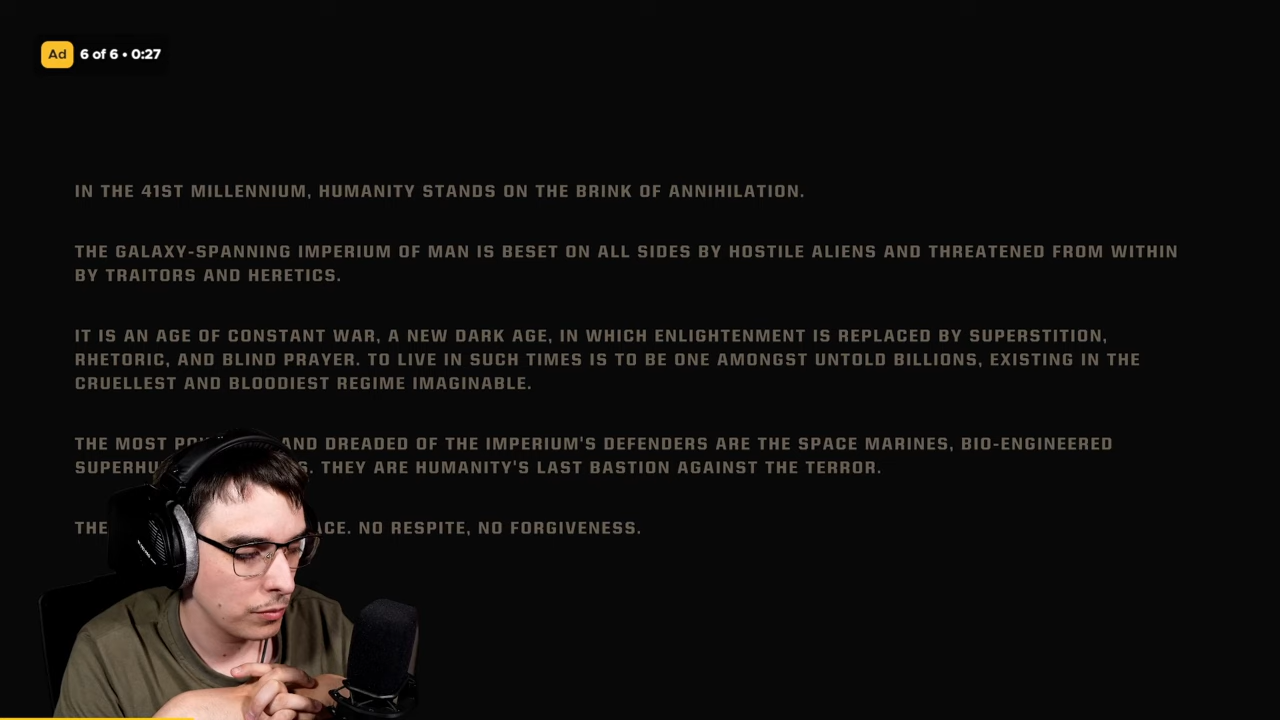 Ad 6 of 6 • 0:27
IN THE 41ST MILLENNIUM, HUMANITY STANDS ON THE BRINK OF ANNIHILATION.
THE GALAXY-SPANNING IMPERIUM OF MAN IS BESET ON ALL SIDES BY HOSTILE ALIENS AND THREATENED FROM WITHIN
BY TRAITORS AND HERETICS.
IT IS AN AGE OF CONSTANT WAR, A NEW DARK AGE, IN WHICH ENLIGHTENMENT IS REPLACED BY SUPERSTITION,
RHETORIC, AND BLIND PRAYER. TO LIVE IN SUCH TIMES IS TO BE ONE AMONGST UNTOLD BILLIONS, EXISTING IN THE
CRUELLEST AND BLOODIEST REGIME IMAGINABLE.
THE MOST AND DREADED OF THE IMPERIUM'S DEFENDERS ARE THE SPACE MARINES, BIO-ENGINEERED
THEY ARE HUMANITY'S LAST BASTION AGAINST THE TERROR.
THE NO RESPITE, NO FORGIVENESS.